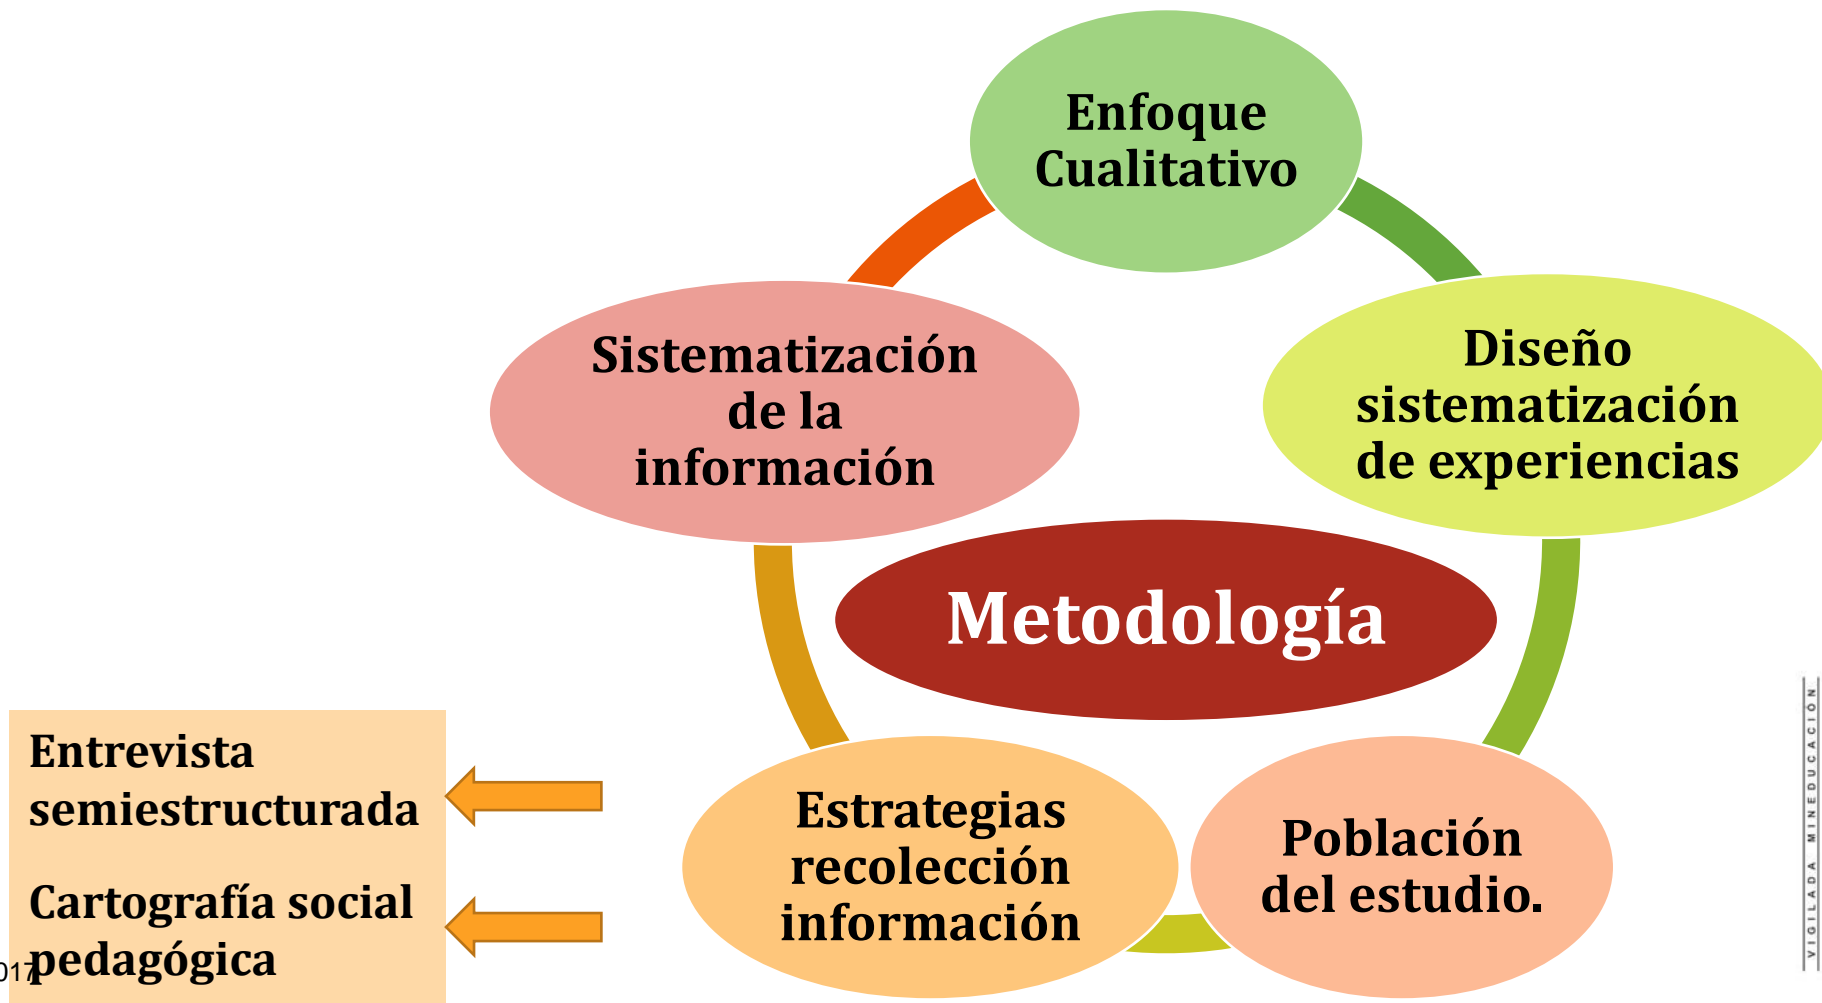 Enfoque
Cualitativo
Diseño
sistematización
de experiencias
Población
del estudio.
Estrategias
recolección
información
Sistematización
de la
información
Metodología
Entrevista
semiestructurada
Cartografía social
pedagógica
017
VIGILADA MINEDUCACIÓN